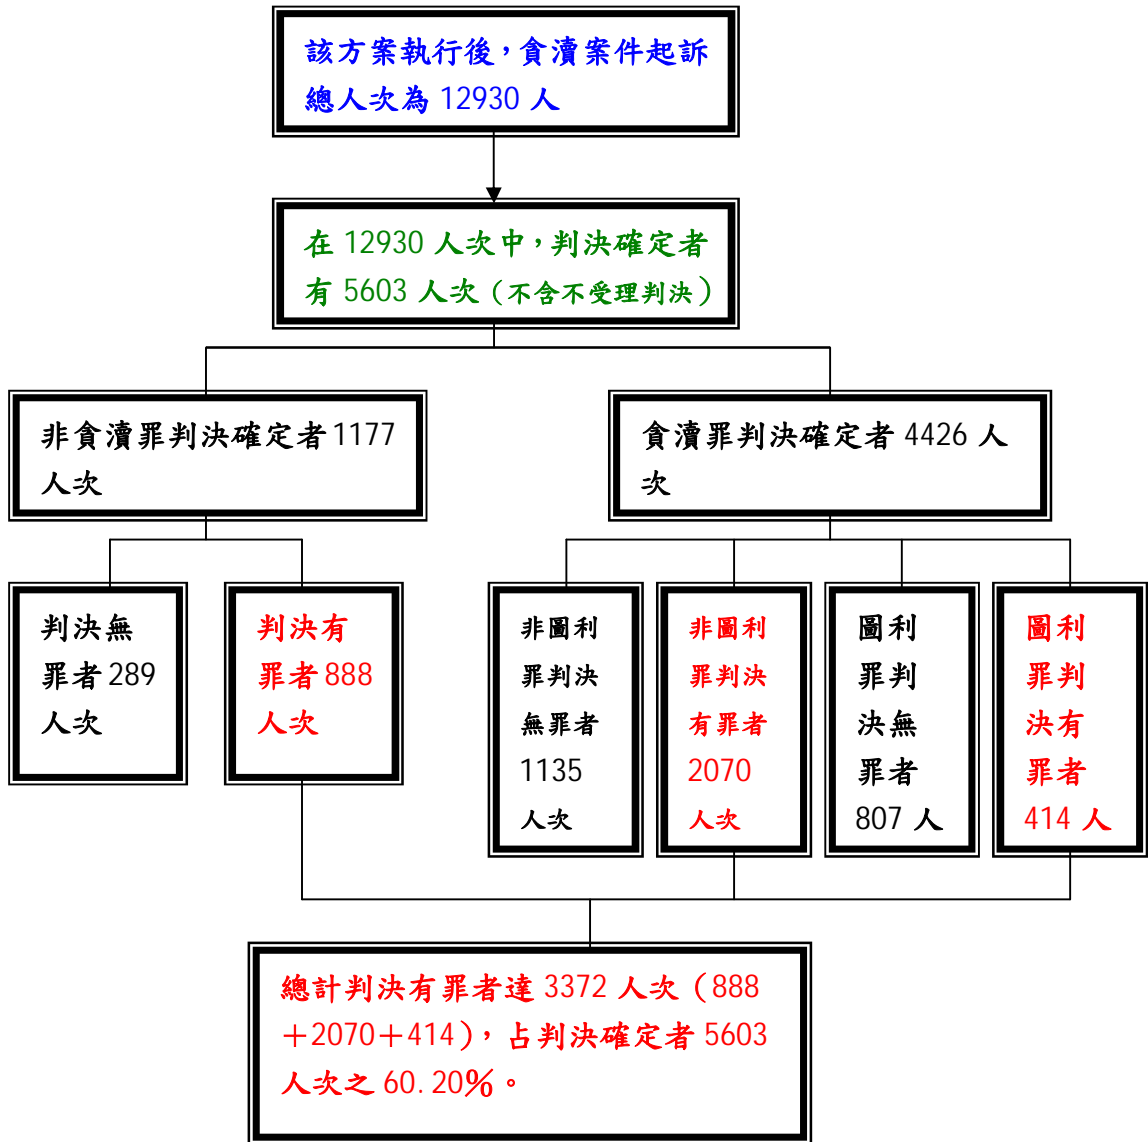 該方案執行後，貪瀆案件起訴
總人次為 12930 人
在 12930 人次中，判決確定者
有 5603 人次（不含不受理判決）
非貪瀆罪判決確定者 1177
人次
貪瀆罪判決確定者 4426 人
次
判決無
罪者 289
人次
判決有
罪者 888
人次
非圖利
罪判決
無罪者
1135
人次
非圖利
罪判決
有罪者
2070
人次
圖利
罪判
決無
罪者
807 人
圖利
罪判
決有
罪者
414 人
總計判決有罪者達 3372 人次（888
＋2070＋414），占判決確定者 5603
人次之 60.20％。